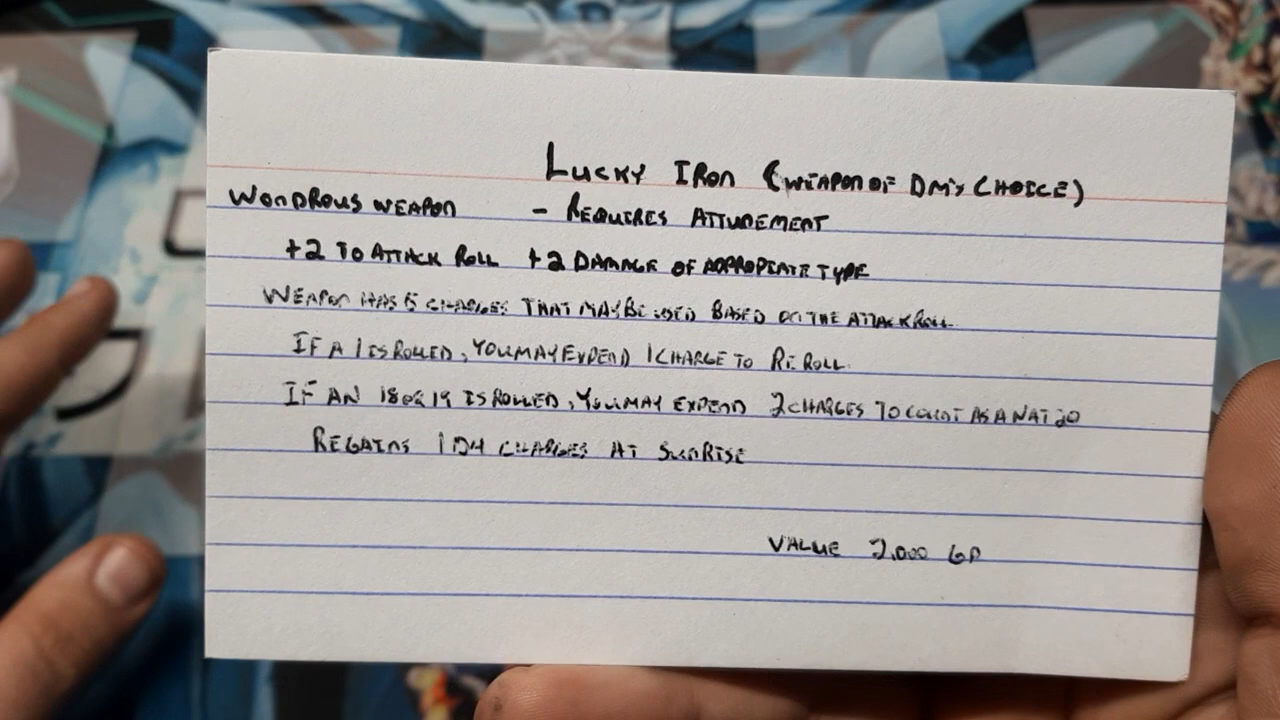 LUCKY IRON (WEAPON OF DM'S CHOICE)
WONDROUS WEAPON - REQUIRES ATTUNEMENT
+2 TO ATTACK ROLL +2 DAMAGE OF APPROPRIATE TYPE
WEAPON HAS 5 CHARGES THAT MAY BE USED BASED ON THE ATTACK ROLL
IF A 1 IS ROLLED, YOU MAY EXPEND 1 CHARGE TO REROLL
IF AN 18 OR 19 IS ROLLED, YOU MAY EXPEND 2 CHARGES TO COUNT AS A NAT 20
REGAINS 1D4 CHARGES AT SUNRISE
VALUE 2,000 GP